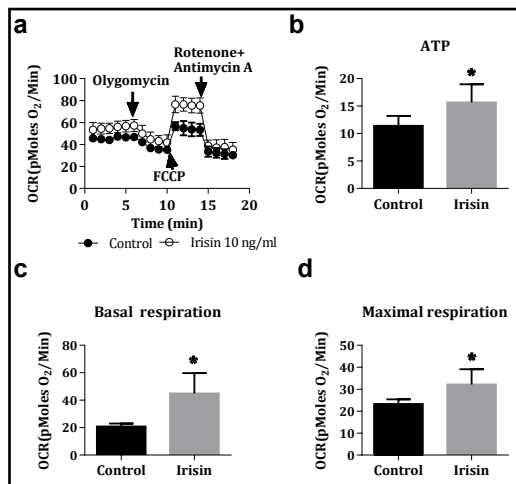 a
Rotenone+
Antimycin A
Olygomycin
OCR(pMoles O₂/Min)
100
80
60
40
20
0
FCCP
0 5 10 15 20
Time (min)
Control Irisin 10 ng/ml
b
ATP
OCR(pMoles O₂/Min)
20
15
10
5
0
*
Control Irisin
c
Basal respiration
OCR(pMoles O₂/Min)
80
60
40
20
0
*
Control Irisin
d
Maximal respiration
OCR(pMoles O₂/Min)
50
40
30
20
10
0
*
Control Irisin